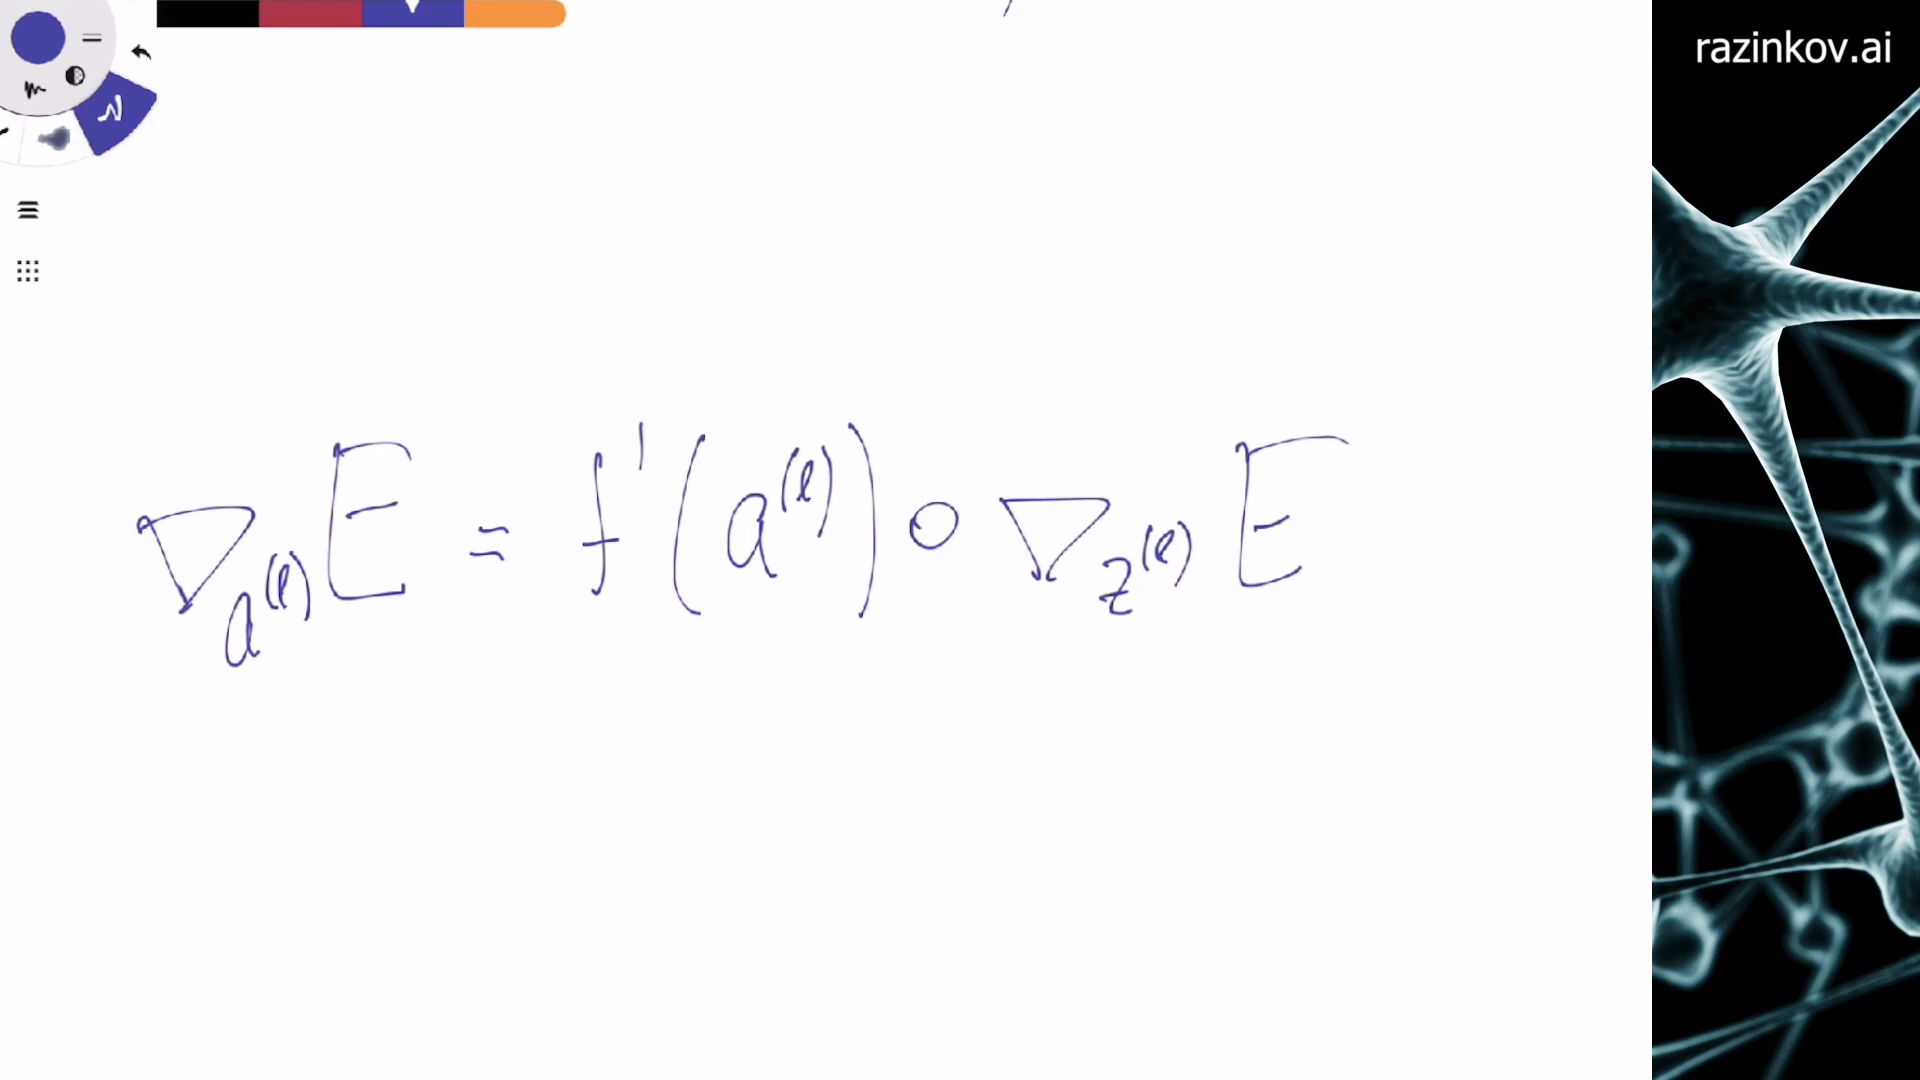 razinkov.ai
∇_{a^{(l)}} E = f'(a^{(l)}) ∘ ∇_{z^{(l)}} E